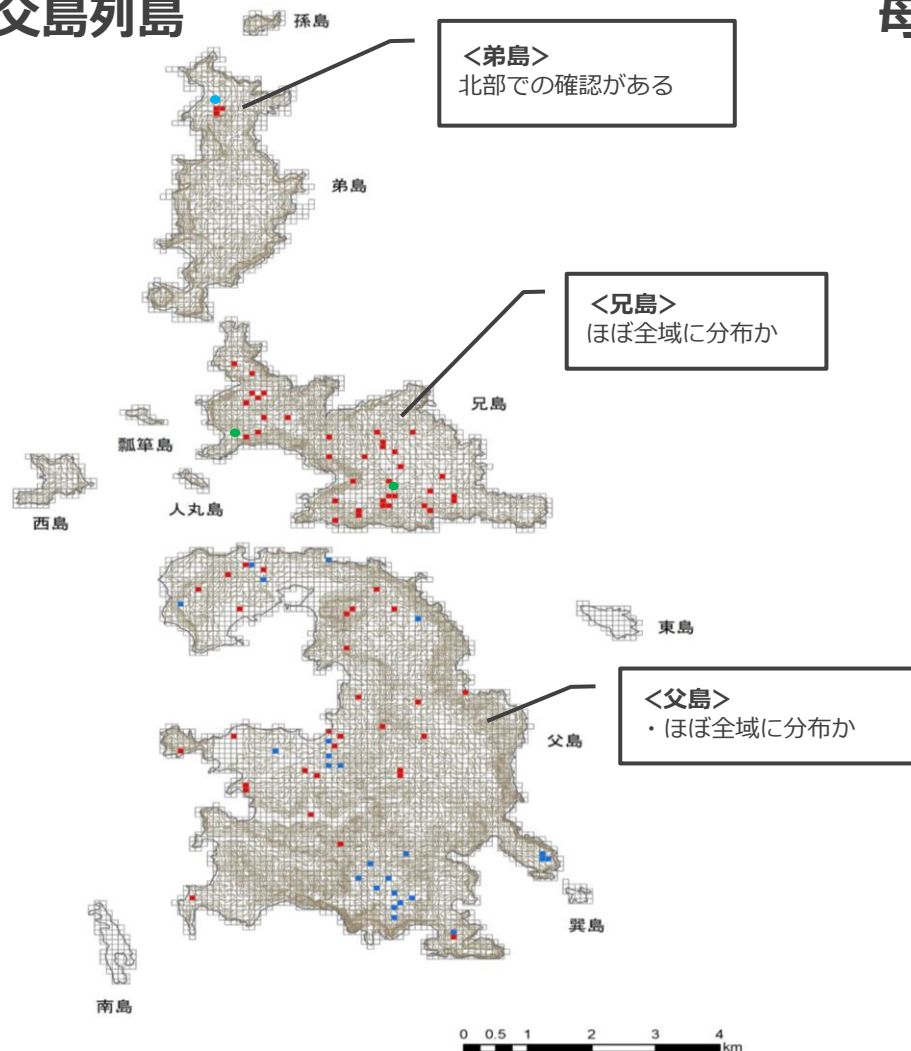 父島列島
孫島
<弟島>
北部での確認がある
弟島
<兄島>
ほぼ全域に分布か
兄島
瓢箪島
西島
人丸島
東島
<父島>
・ほぼ全域に分布か
父島
巽島
南島
0 0.5 1 2 3 4
km